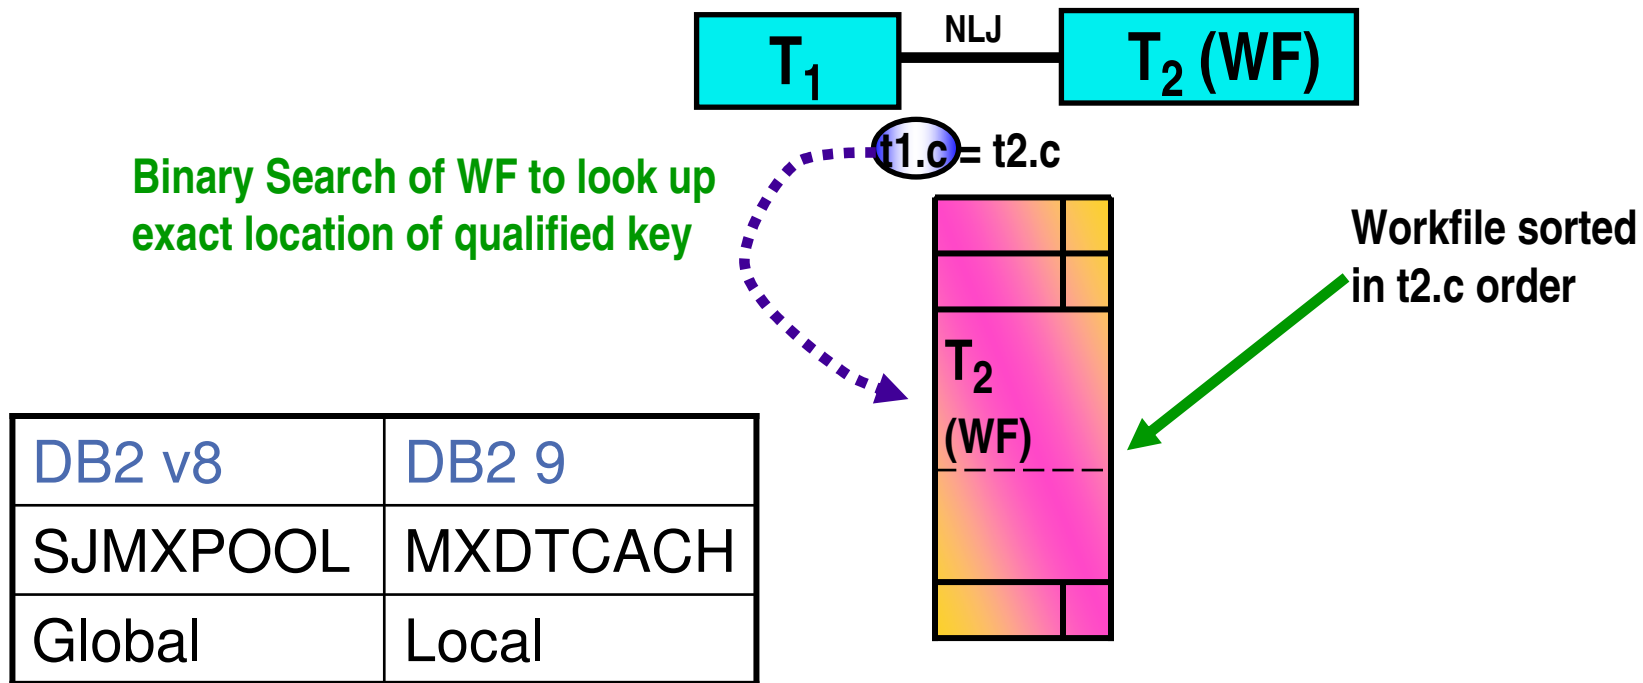 T1 NLJ T2 (WF)
t1.c = t2.c
Binary Search of WF to look up
exact location of qualified key
Workfile sorted
in t2.c order
T2
(WF)
DB2 v8 DB2 9
SJMXPOOL MXDTCACH
Global Local